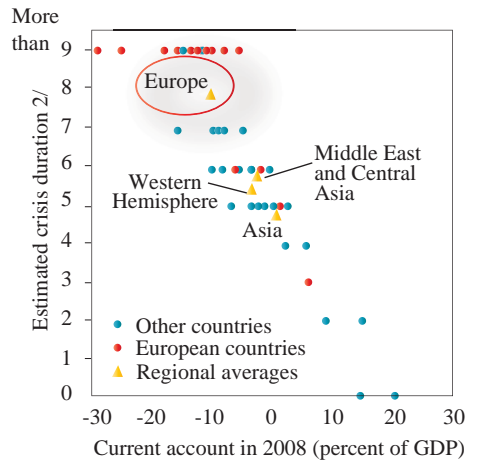 More
than
9
8
7
6
5
4
3
2
1
0
Estimated crisis duration 2/
Europe
Middle East
and Central
Asia
Western
Hemisphere
Asia
Other countries
European countries
Regional averages
-30 -20 -10 0 10 20 30
Current account in 2008 (percent of GDP)